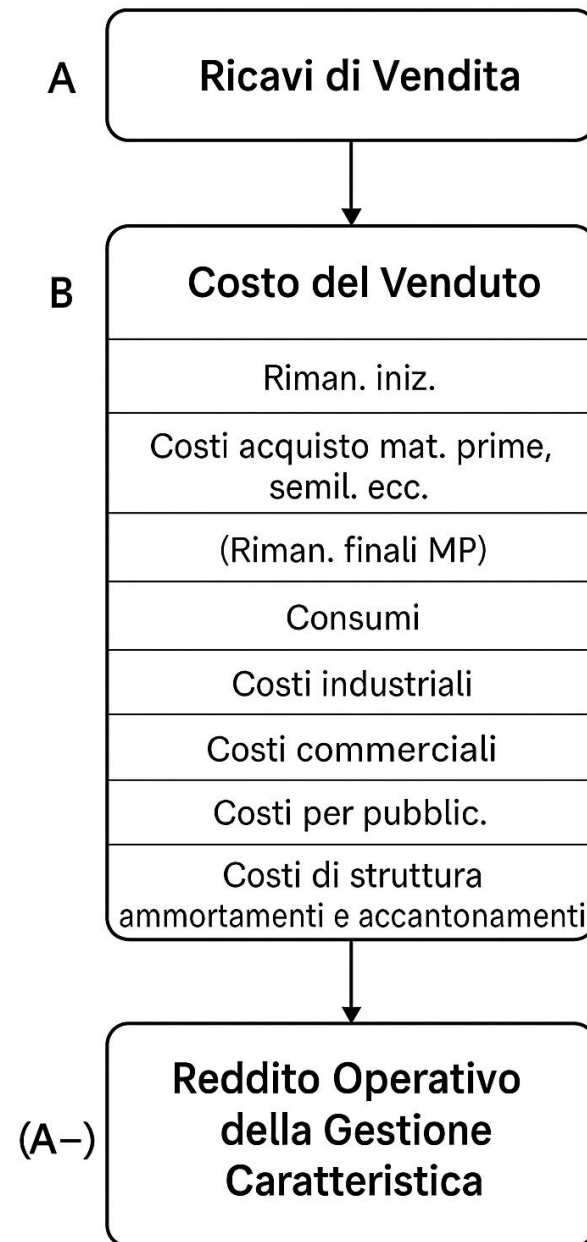 A
Ricavi di Vendita
B
Costo del Venduto
Riman. iniz.
Costi acquisto mat. prime,
semil. ecc.
(Riman. finali MP)
Consumi
Costi industriali
Costi commerciali
Costi per pubblic.
Costi di struttura
ammortamenti e accantonamenti
(A–)
Reddito Operativo
della Gestione
Caratteristica